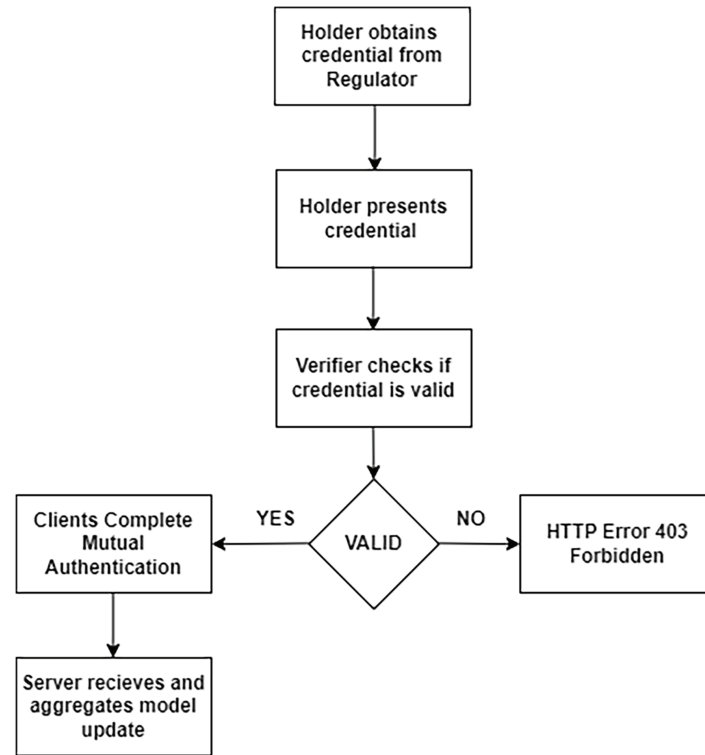 Holder obtains
credential from
Regulator
Holder presents
credential
Verifier checks if
credential is valid
YES
VALID
NO
Clients Complete
Mutual
Authentication
HTTP Error 403
Forbidden
Server recieves and
aggregates model
update